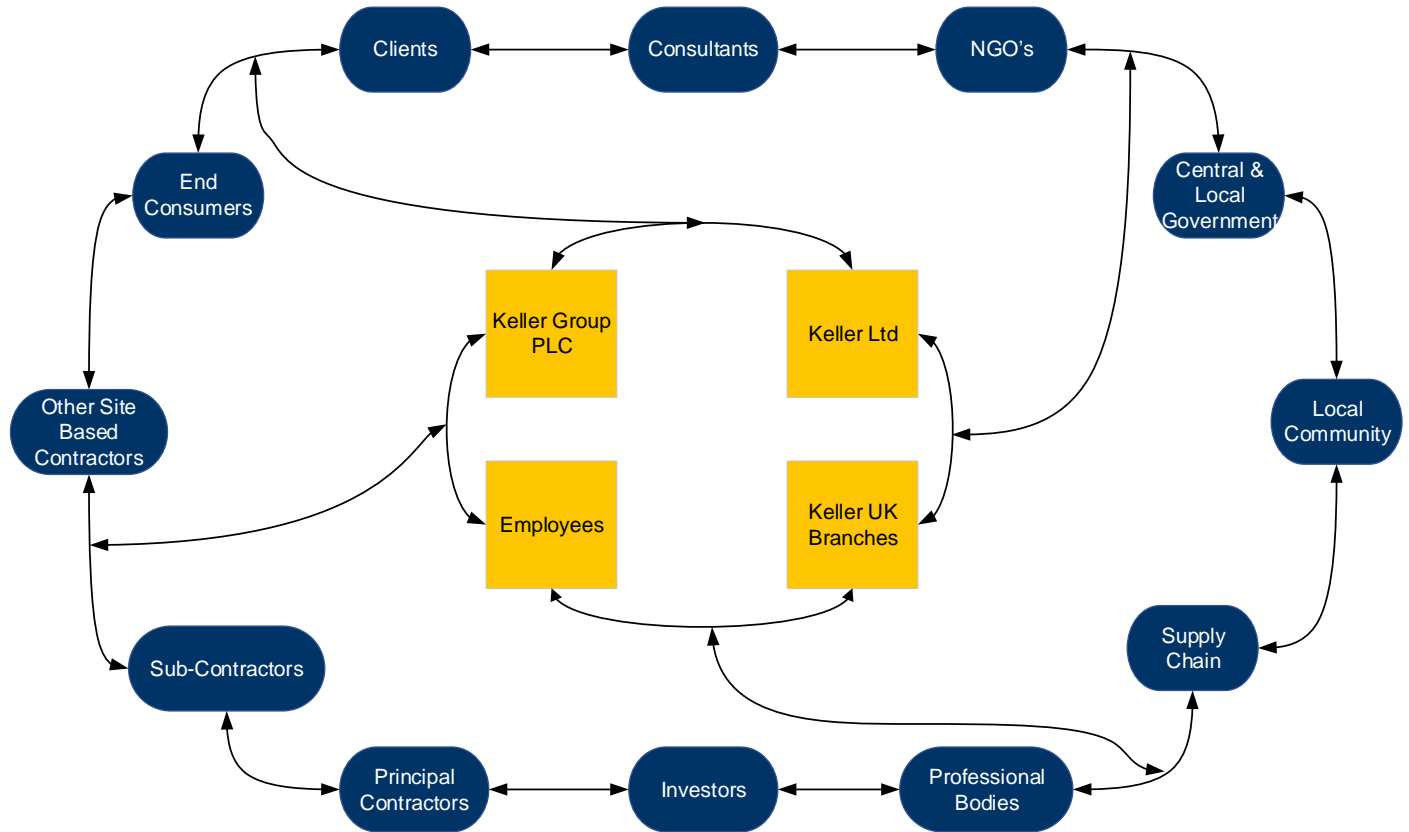 Clients
Consultants
NGO’s
End
Consumers
Central &
Local
Government
Keller Group
PLC
Keller Ltd
Other Site
Based
Contractors
Local
Community
Employees
Keller UK
Branches
Sub-Contractors
Supply
Chain
Principal
Contractors
Investors
Professional
Bodies